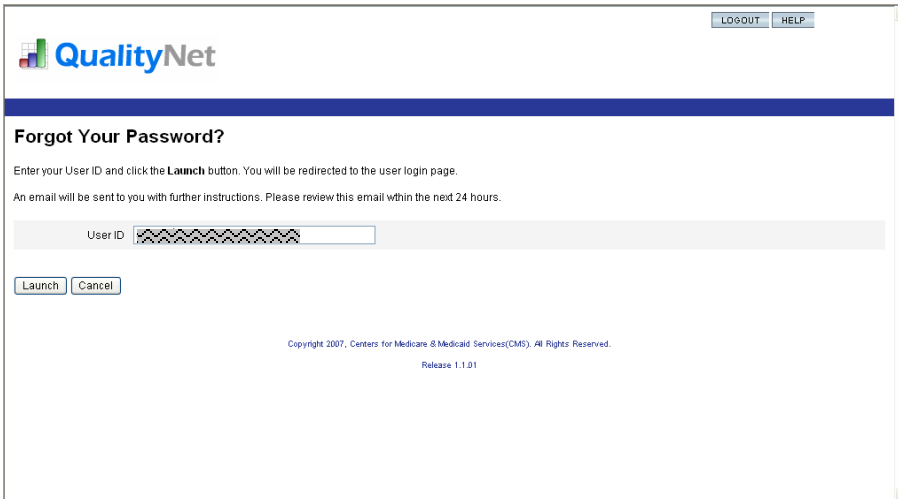 LOGOUT HELP
QualityNet
Forgot Your Password?
Enter your User ID and click the Launch button. You will be redirected to the user login page.
An email will be sent to you with further instructions. Please review this email wthin the next 24 hours.
User ID
Launch Cancel
Copyright 2007, Centers for Medicare & Medicaid Services(CMS). All Rights Reserved.
Release 1.1.01